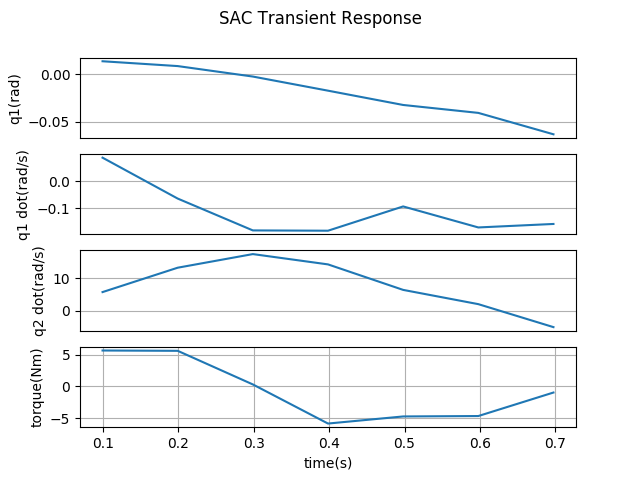 SAC Transient Response
q1(rad)
0.00
−0.05
q1 dot(rad/s)
0.0
−0.1
q2 dot(rad/s)
10
0
torque(Nm)
5
0
−5
0.1 0.2 0.3 0.4 0.5 0.6 0.7
time(s)